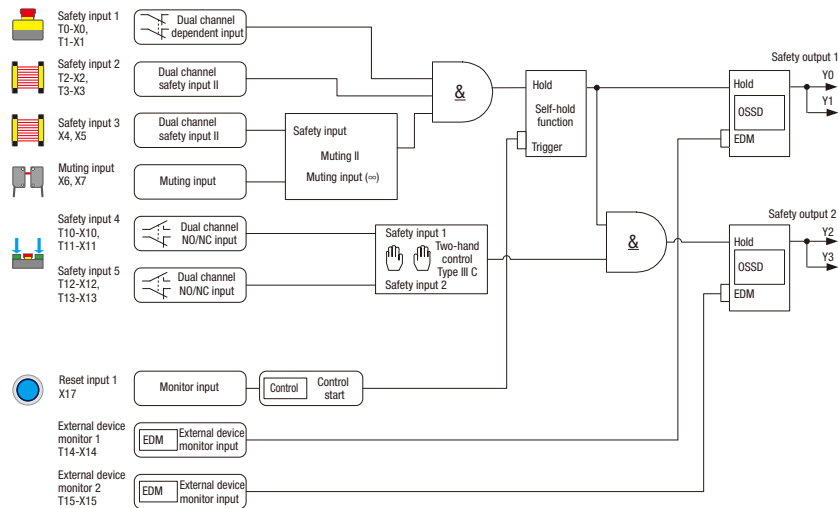 Safety input 1
T0-X0,
T1-X1
Dual channel
dependent input
Safety input 2
T2-X2,
T3-X3
Dual channel
safety input II
Safety input 3
X4, X5
Dual channel
safety input II
Muting input
X6, X7
Muting input
Safety input
Muting II
Muting input (∞)
&
Hold
Self-hold
function
Trigger
Safety output 1
Hold
OSSD
EDM
Y0
Y1
Safety input 4
T10-X10,
T11-X11
Dual channel
NO/NC input
Safety input 5
T12-X12,
T13-X13
Dual channel
NO/NC input
Safety input 1
Two-hand
control
Type III C
Safety input 2
&
Safety output 2
Hold
OSSD
EDM
Y2
Y3
Reset input 1
X17
Monitor input
Control
Control
start
External device
monitor 1
T14-X14
EDM
External device
monitor input
External device
monitor 2
T15-X15
EDM
External device
monitor input